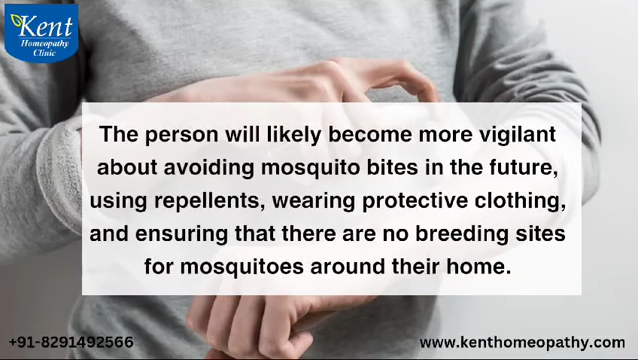 Kent
Homeopathy
Clinic
The person will likely become more vigilant
about avoiding mosquito bites in the future,
using repellents, wearing protective clothing,
and ensuring that there are no breeding sites
for mosquitoes around their home.
+91-8291492566
www.kenthomeopathy.com